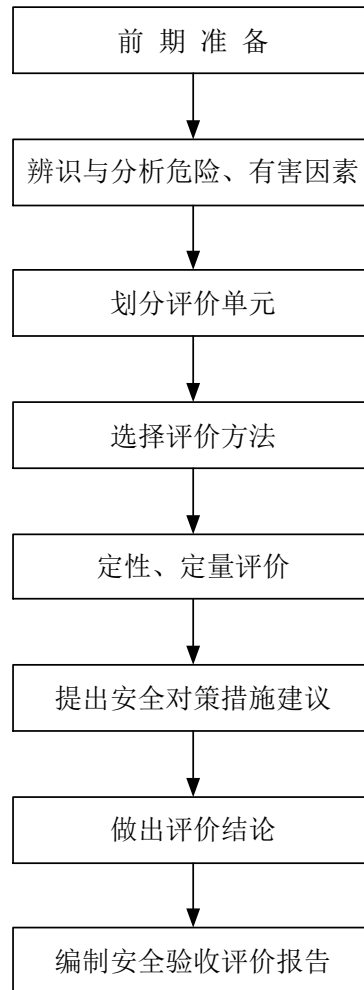 前 期 准 备
辨识与分析危险、有害因素
划分评价单元
选择评价方法
定性、定量评价
提出安全对策措施建议
做出评价结论
编制安全验收评价报告